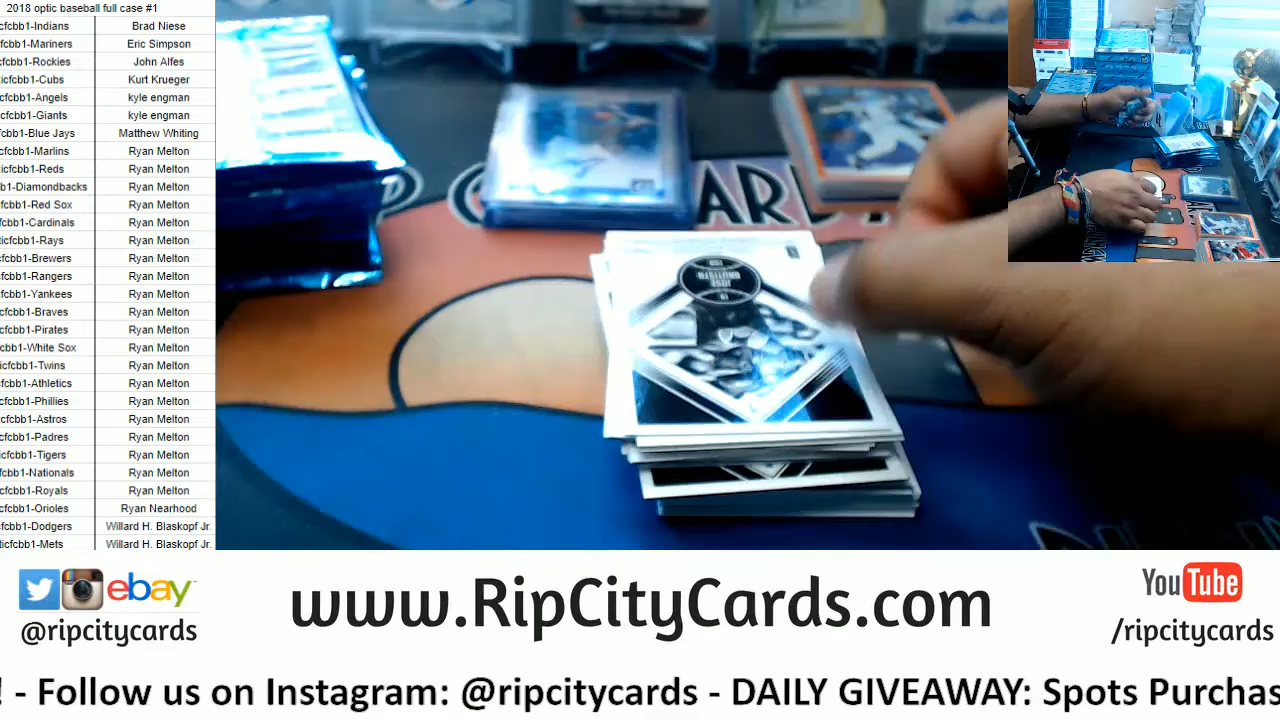 2018 optic baseball full case #1
cfcbb1-Indians Brad Niese
fcbb1-Mariners Eric Simpson
cfcbb1-Rockies John Alfes
icfcbb1-Cubs Kurt Krueger
cfcbb1-Angels kyle engman
cfcbb1-Giants kyle engman
fcbb1-Blue Jays Matthew Whiting
cfcbb1-Marlins Ryan Melton
icfcbb1-Reds Ryan Melton
b1-Diamondbacks Ryan Melton
fcbb1-Red Sox Ryan Melton
fcbb1-Cardinals Ryan Melton
ticfcbb1-Rays Ryan Melton
cfcbb1-Brewers Ryan Melton
cfcbb1-Rangers Ryan Melton
fcbb1-Yankees Ryan Melton
cfcbb1-Braves Ryan Melton
cfcbb1-Pirates Ryan Melton
cbb1-White Sox Ryan Melton
icfcbb1-Twins Ryan Melton
fcbb1-Athletics Ryan Melton
cfcbb1-Phillies Ryan Melton
cfcbb1-Astros Ryan Melton
cfcbb1-Padres Ryan Melton
icfcbb1-Tigers Ryan Melton
fcbb1-Nationals Ryan Melton
cfcbb1-Royals Ryan Melton
cfcbb1-Orioles Ryan Nearhood
cfcbb1-Dodgers Willard H. Blaskopf Jr.
ticfcbb1-Mets Willard H. Blaskopf Jr.
CARD
JOSE
BAUTISTA
19
ebay
@ripcitycards
www.RipCityCards.com
YouTube
/ripcitycards
! - Follow us on Instagram: @ripcitycards - DAILY GIVEAWAY: Spots Purchas